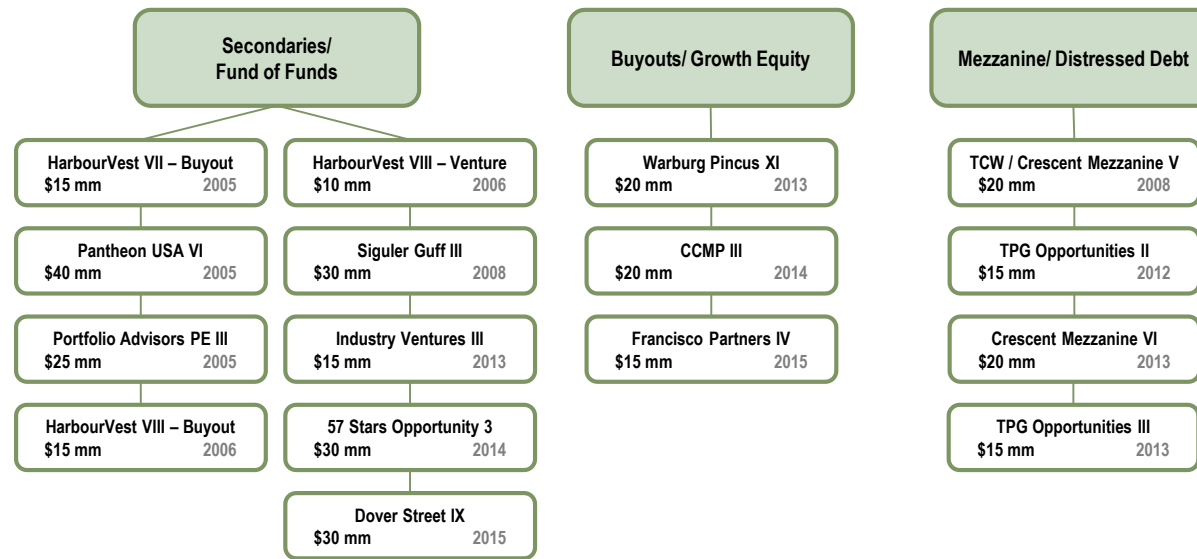 Secondaries/
Fund of Funds
HarbourVest VII – Buyout
$15 mm 2005
Pantheon USA VI
$40 mm 2005
Portfolio Advisors PE III
$25 mm 2005
HarbourVest VIII – Buyout
$15 mm 2006
HarbourVest VIII – Venture
$10 mm 2006
Siguler Guff III
$30 mm 2008
Industry Ventures III
$15 mm 2013
57 Stars Opportunity 3
$30 mm 2014
Dover Street IX
$30 mm 2015
Buyouts/ Growth Equity
Warburg Pincus XI
$20 mm 2013
CCMP III
$20 mm 2014
Francisco Partners IV
$15 mm 2015
Mezzanine/ Distressed Debt
TCW / Crescent Mezzanine V
$20 mm 2008
TPG Opportunities II
$15 mm 2012
Crescent Mezzanine VI
$20 mm 2013
TPG Opportunities III
$15 mm 2013